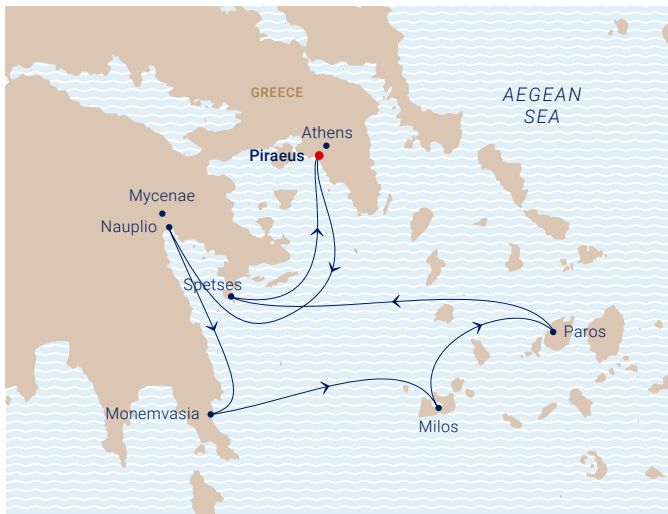 GREECE
AEGEAN
SEA
Athens
Piraeus
Mycenae
Nauplio
Spetses
Paros
Monemvasia
Milos